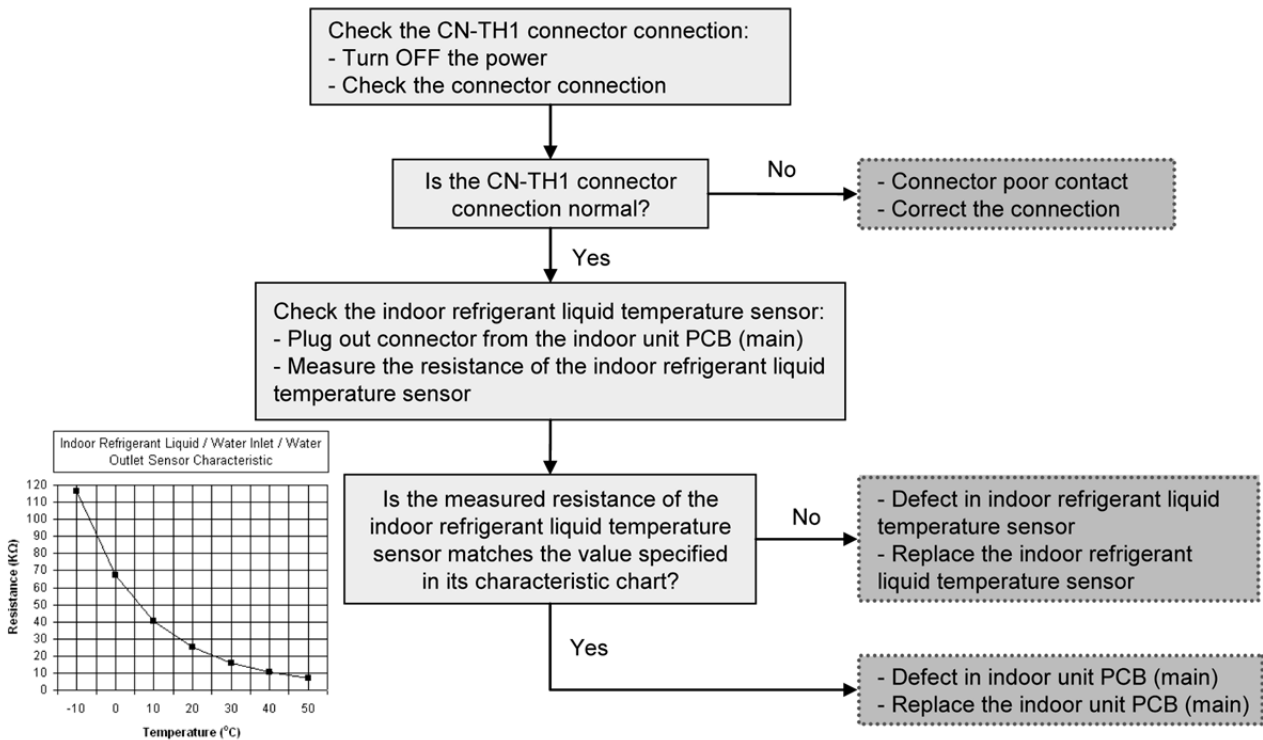 Check the CN-TH1 connector connection:
- Turn OFF the power
- Check the connector connection
Is the CN-TH1 connector
connection normal?
No
- Connector poor contact
- Correct the connection
Yes
Check the indoor refrigerant liquid temperature sensor:
- Plug out connector from the indoor unit PCB (main)
- Measure the resistance of the indoor refrigerant liquid
temperature sensor
Indoor Refrigerant Liquid / Water Inlet / Water
Outlet Sensor Characteristic
Resistance (KΩ)
120
110
100
90
80
70
60
50
40
30
20
10
0
-10 0 10 20 30 40 50
Temperature (°C)
Is the measured resistance of the
indoor refrigerant liquid temperature
sensor matches the value specified
in its characteristic chart?
No
- Defect in indoor refrigerant liquid
temperature sensor
- Replace the indoor refrigerant
liquid temperature sensor
Yes
- Defect in indoor unit PCB (main)
- Replace the indoor unit PCB (main)